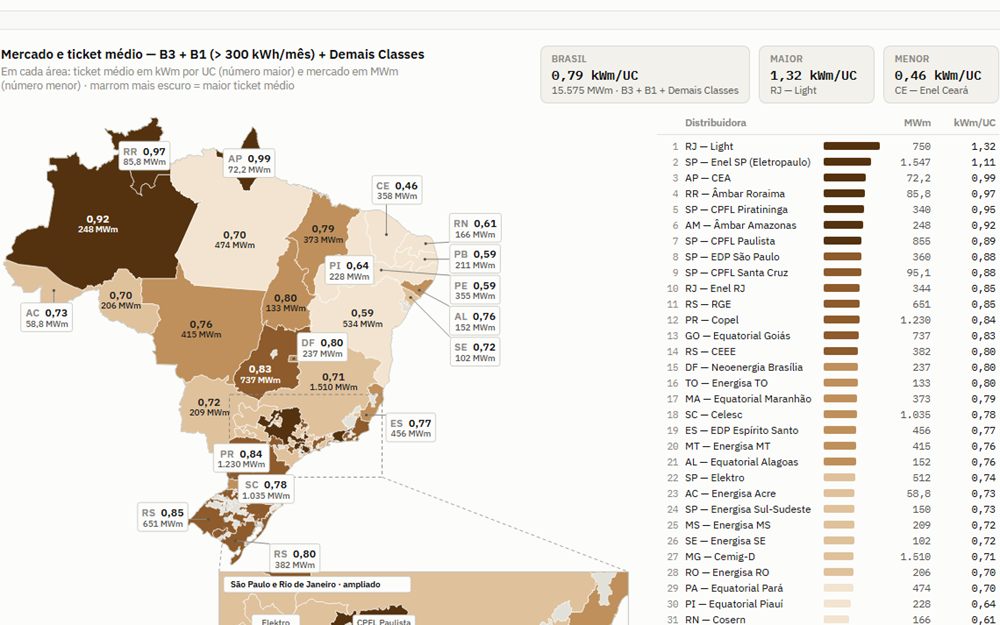 Mercado e ticket médio — B3 + B1 (> 300 kWh/mês) + Demais Classes
Em cada área: ticket médio em kWm por UC (número maior) e mercado em MWm
(número menor) · marrom mais escuro = maior ticket médio
BRASIL
0,79 kWm/UC
15.575 MWm · B3 + B1 + Demais Classes
MAIOR
1,32 kWm/UC
RJ — Light
MENOR
0,46 kWm/UC
CE — Enel Ceará
RR 0,97
85,8 MWm
AP 0,99
72,2 MWm
CE 0,46
358 MWm
0,92
248 MWm
0,70
474 MWm
0,79
373 MWm
RN 0,61
166 MWm
PB 0,59
211 MWm
PI 0,64
228 MWm
PE 0,59
355 MWm
0,70
206 MWm
0,80
133 MWm
AC 0,73
58,8 MWm
0,59
534 MWm
AL 0,76
152 MWm
0,76
415 MWm
SE 0,72
102 MWm
DF 0,80
237 MWm
0,83
737 MWm
0,71
1.510 MWm
0,72
209 MWm
ES 0,77
456 MWm
PR 0,84
1.230 MWm
SC 0,78
1.035 MWm
RS 0,85
651 MWm
RS 0,80
382 MWm
São Paulo e Rio de Janeiro · ampliado
Elektro
CPFL Paulista
Distribuidora MWm kWm/UC
1 RJ — Light 750 1,32
2 SP — Enel SP (Eletropaulo) 1.547 1,11
3 AP — CEA 72,2 0,99
4 RR — Âmbar Roraima 85,8 0,97
5 SP — CPFL Piratininga 340 0,95
6 AM — Âmbar Amazonas 248 0,92
7 SP — CPFL Paulista 855 0,89
8 SP — EDP São Paulo 360 0,88
9 SP — CPFL Santa Cruz 95,1 0,88
10 RJ — Enel RJ 344 0,85
11 RS — RGE 651 0,85
12 PR — Copel 1.230 0,84
13 GO — Equatorial Goiás 737 0,83
14 RS — CEEE 382 0,80
15 DF — Neoenergia Brasília 237 0,80
16 TO — Energisa TO 133 0,80
17 MA — Equatorial Maranhão 373 0,79
18 SC — Celesc 1.035 0,78
19 ES — EDP Espírito Santo 456 0,77
20 MT — Energisa MT 415 0,76
21 AL — Equatorial Alagoas 152 0,76
22 SP — Elektro 512 0,74
23 AC — Energisa Acre 58,8 0,73
24 SP — Energisa Sul-Sudeste 150 0,73
25 MS — Energisa MS 209 0,72
26 SE — Energisa SE 102 0,72
27 MG — Cemig-D 1.510 0,71
28 RO — Energisa RO 206 0,70
29 PA — Equatorial Pará 474 0,70
30 PI — Equatorial Piauí 228 0,64
31 RN — Cosern 166 0,61